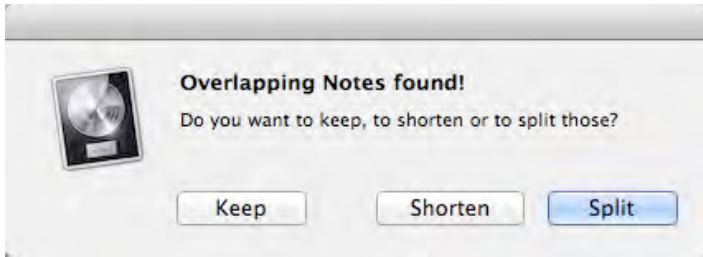 Overlapping Notes found!
Do you want to keep, to shorten or to split those?
Keep Shorten Split